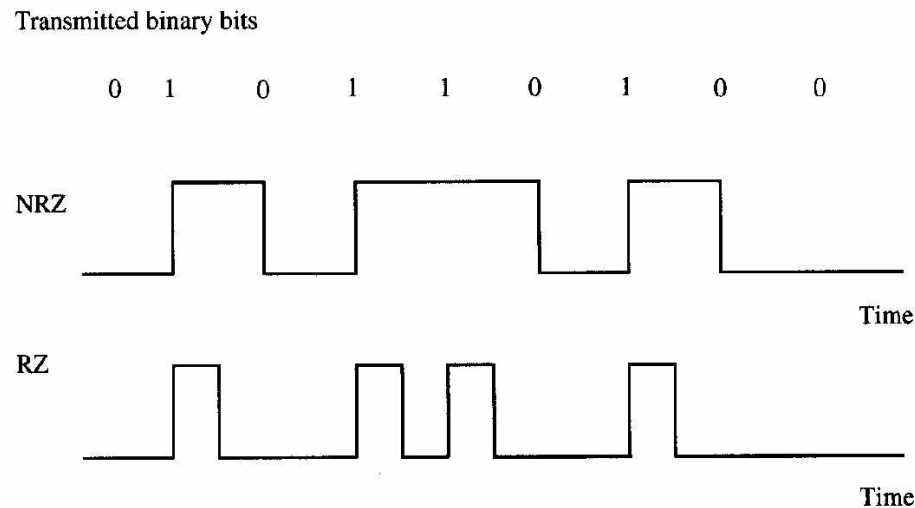 Transmitted binary bits
0 1 0 1 1 0 1 0 0
NRZ
Time
RZ
Time